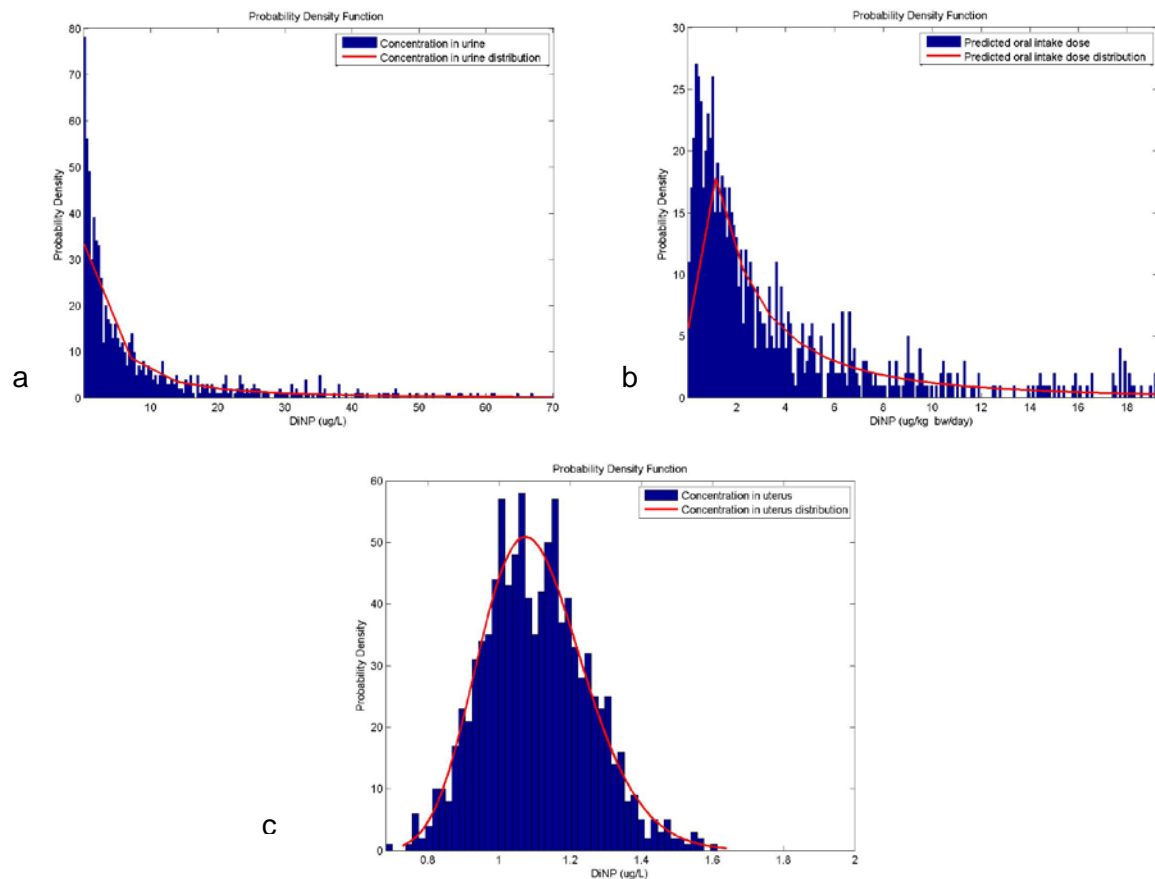 Probability Density Function
80
70
60
50
40
30
20
10
0
Probability Density
Concentration in urine
Concentration in urine distribution
10 20 30 40 50 60 70
DiNP (ug/L)
a
Probability Density Function
30
25
20
15
10
5
0
Probability Density
Predicted oral intake dose
Predicted oral intake dose distribution
2 4 6 8 10 12 14 16 18
DiNP (ug/kg bw/day)
b
Probability Density Function
60
50
40
30
20
10
0
Probability Density
Concentration in uterus
Concentration in uterus distribution
0.8 1 1.2 1.4 1.6 1.8 2
DiNP (ug/L)
c